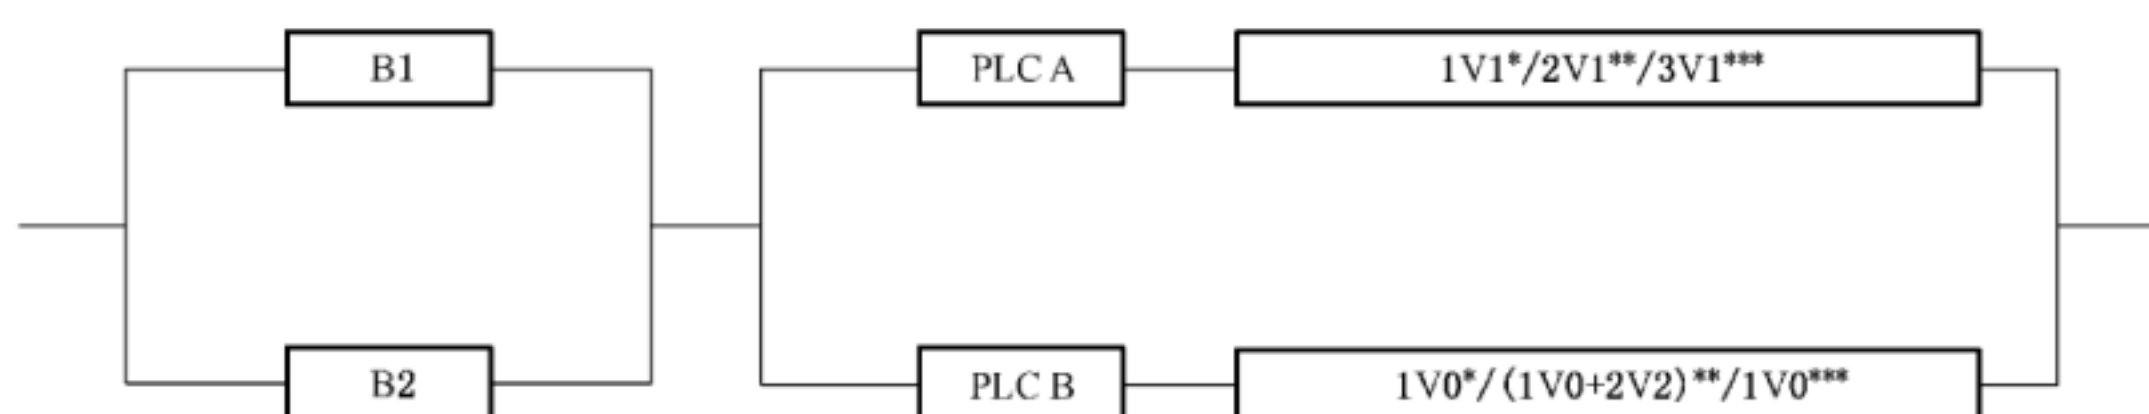 B1
PLC A
1V1*/2V1**/3V1***
B2
PLC B
1V0*/(1V0+2V2)**/1V0***